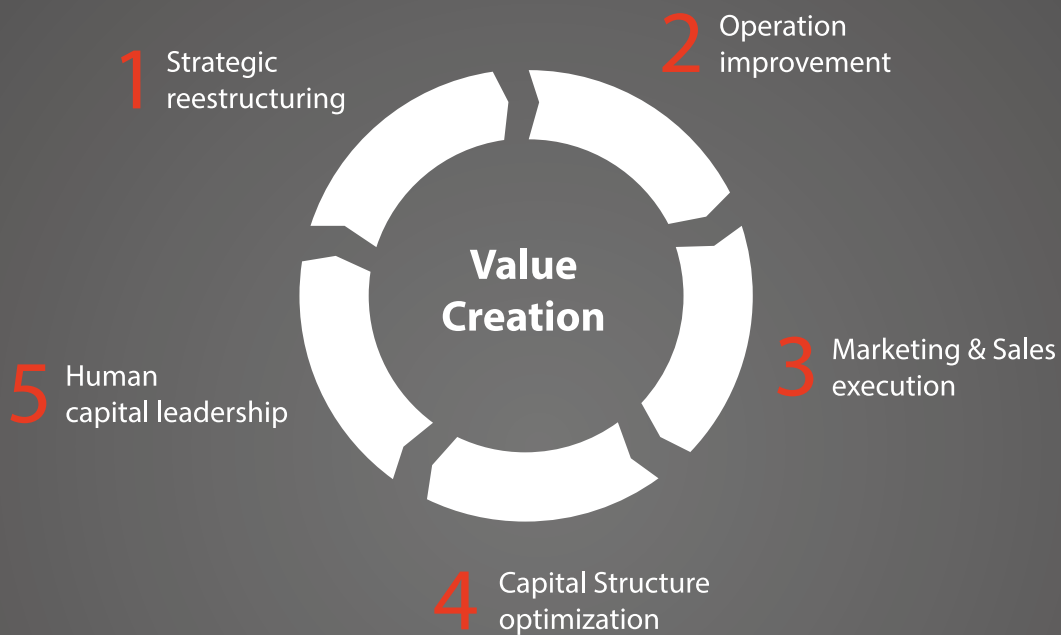 1 Strategic
reestructuring
2 Operation
improvement
Value
Creation
3 Marketing & Sales
execution
4 Capital Structure
optimization
5 Human
capital leadership